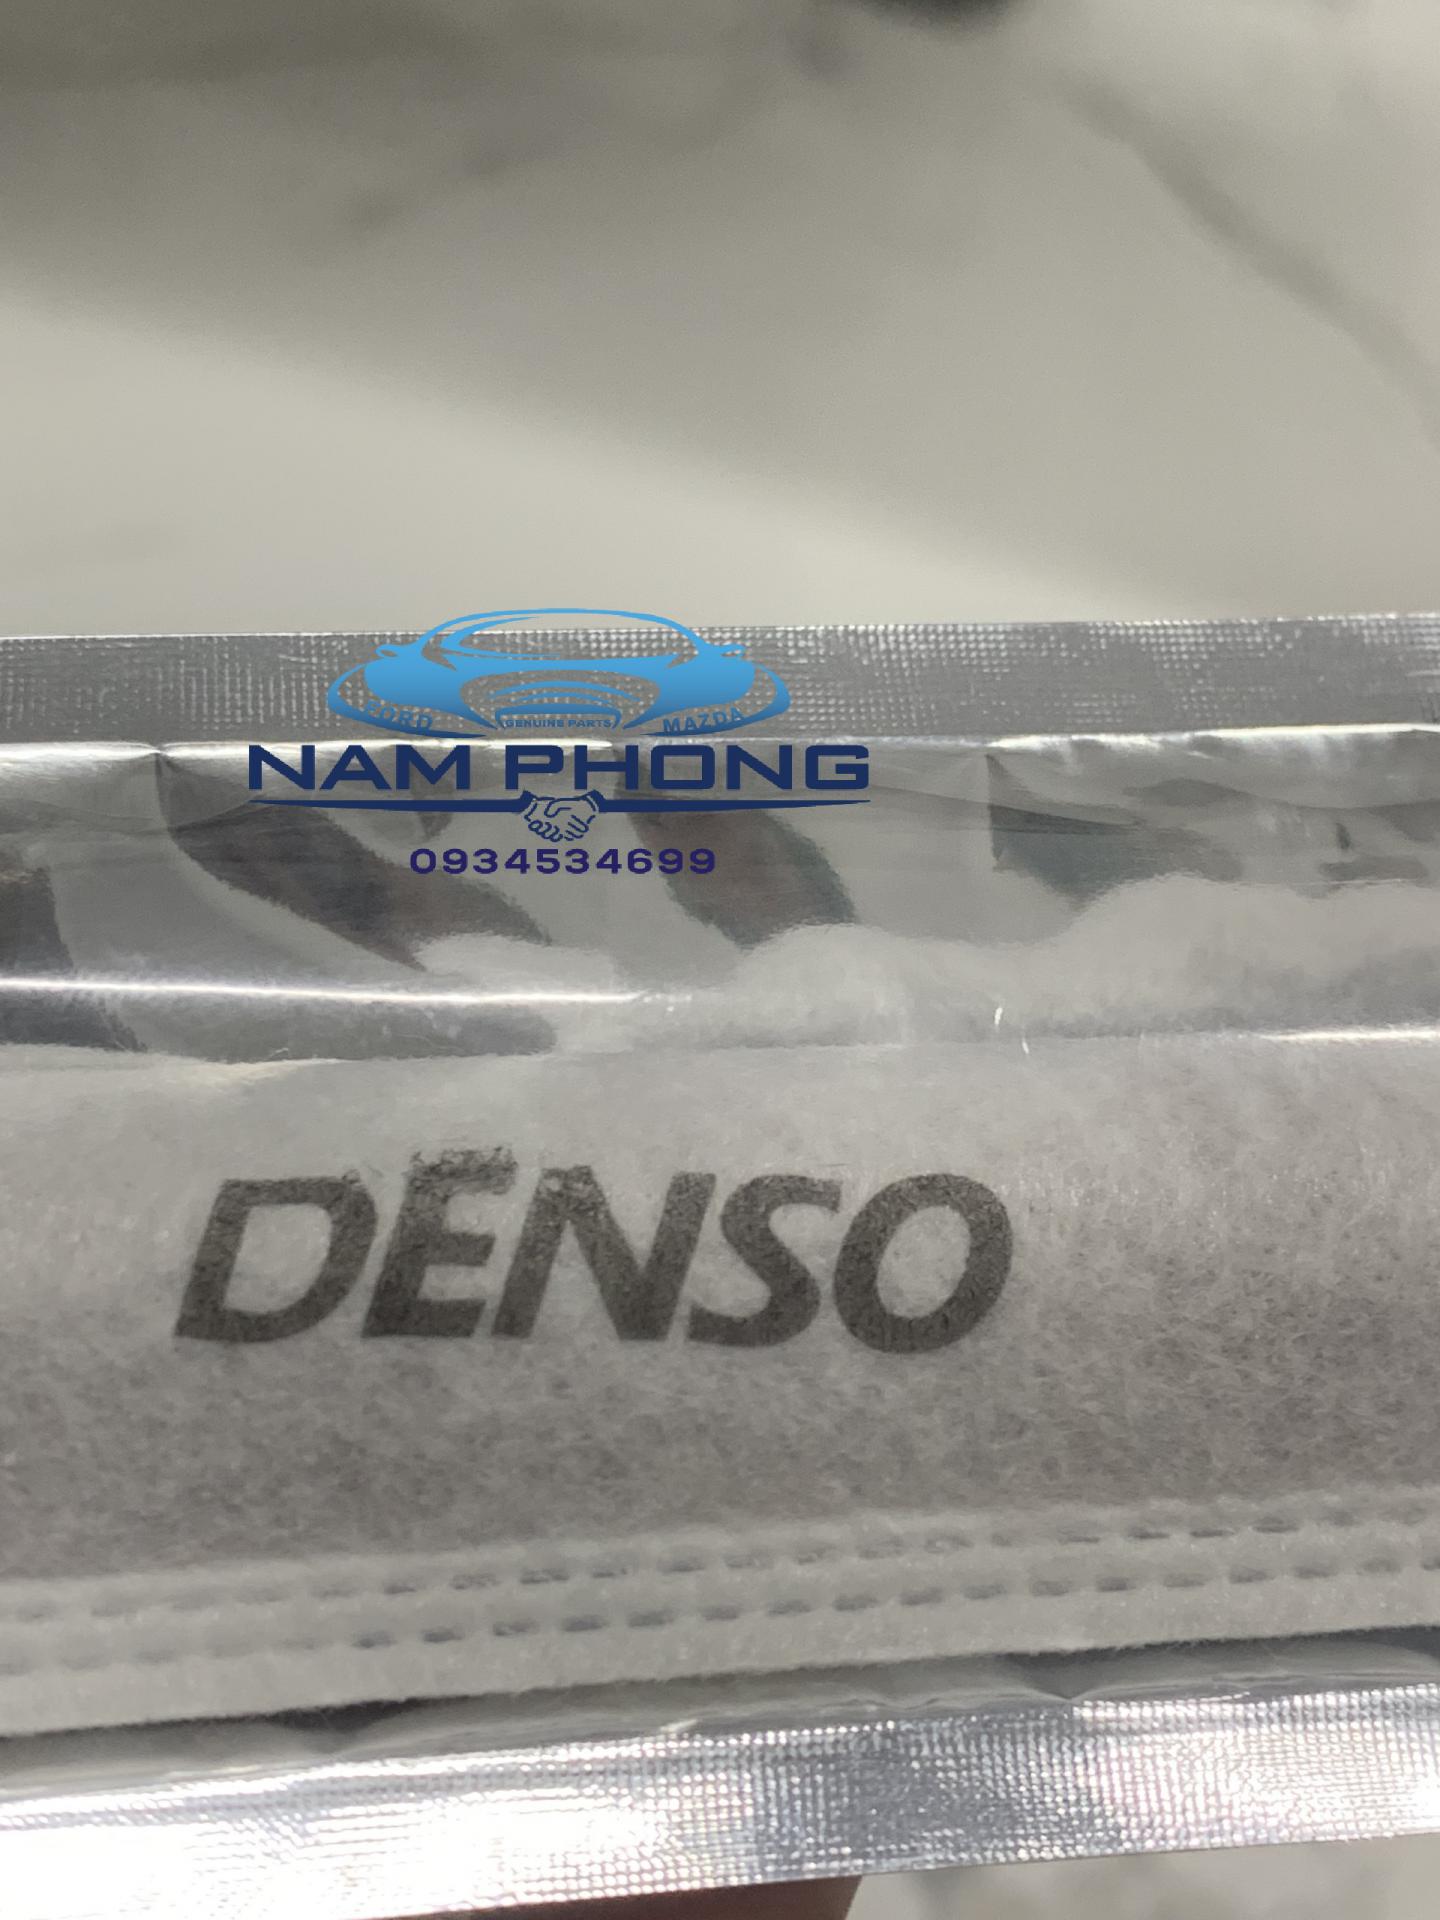 FORD
GENUINE PARTS
MAZDA
NAM PHONG
0934534699
DENSO